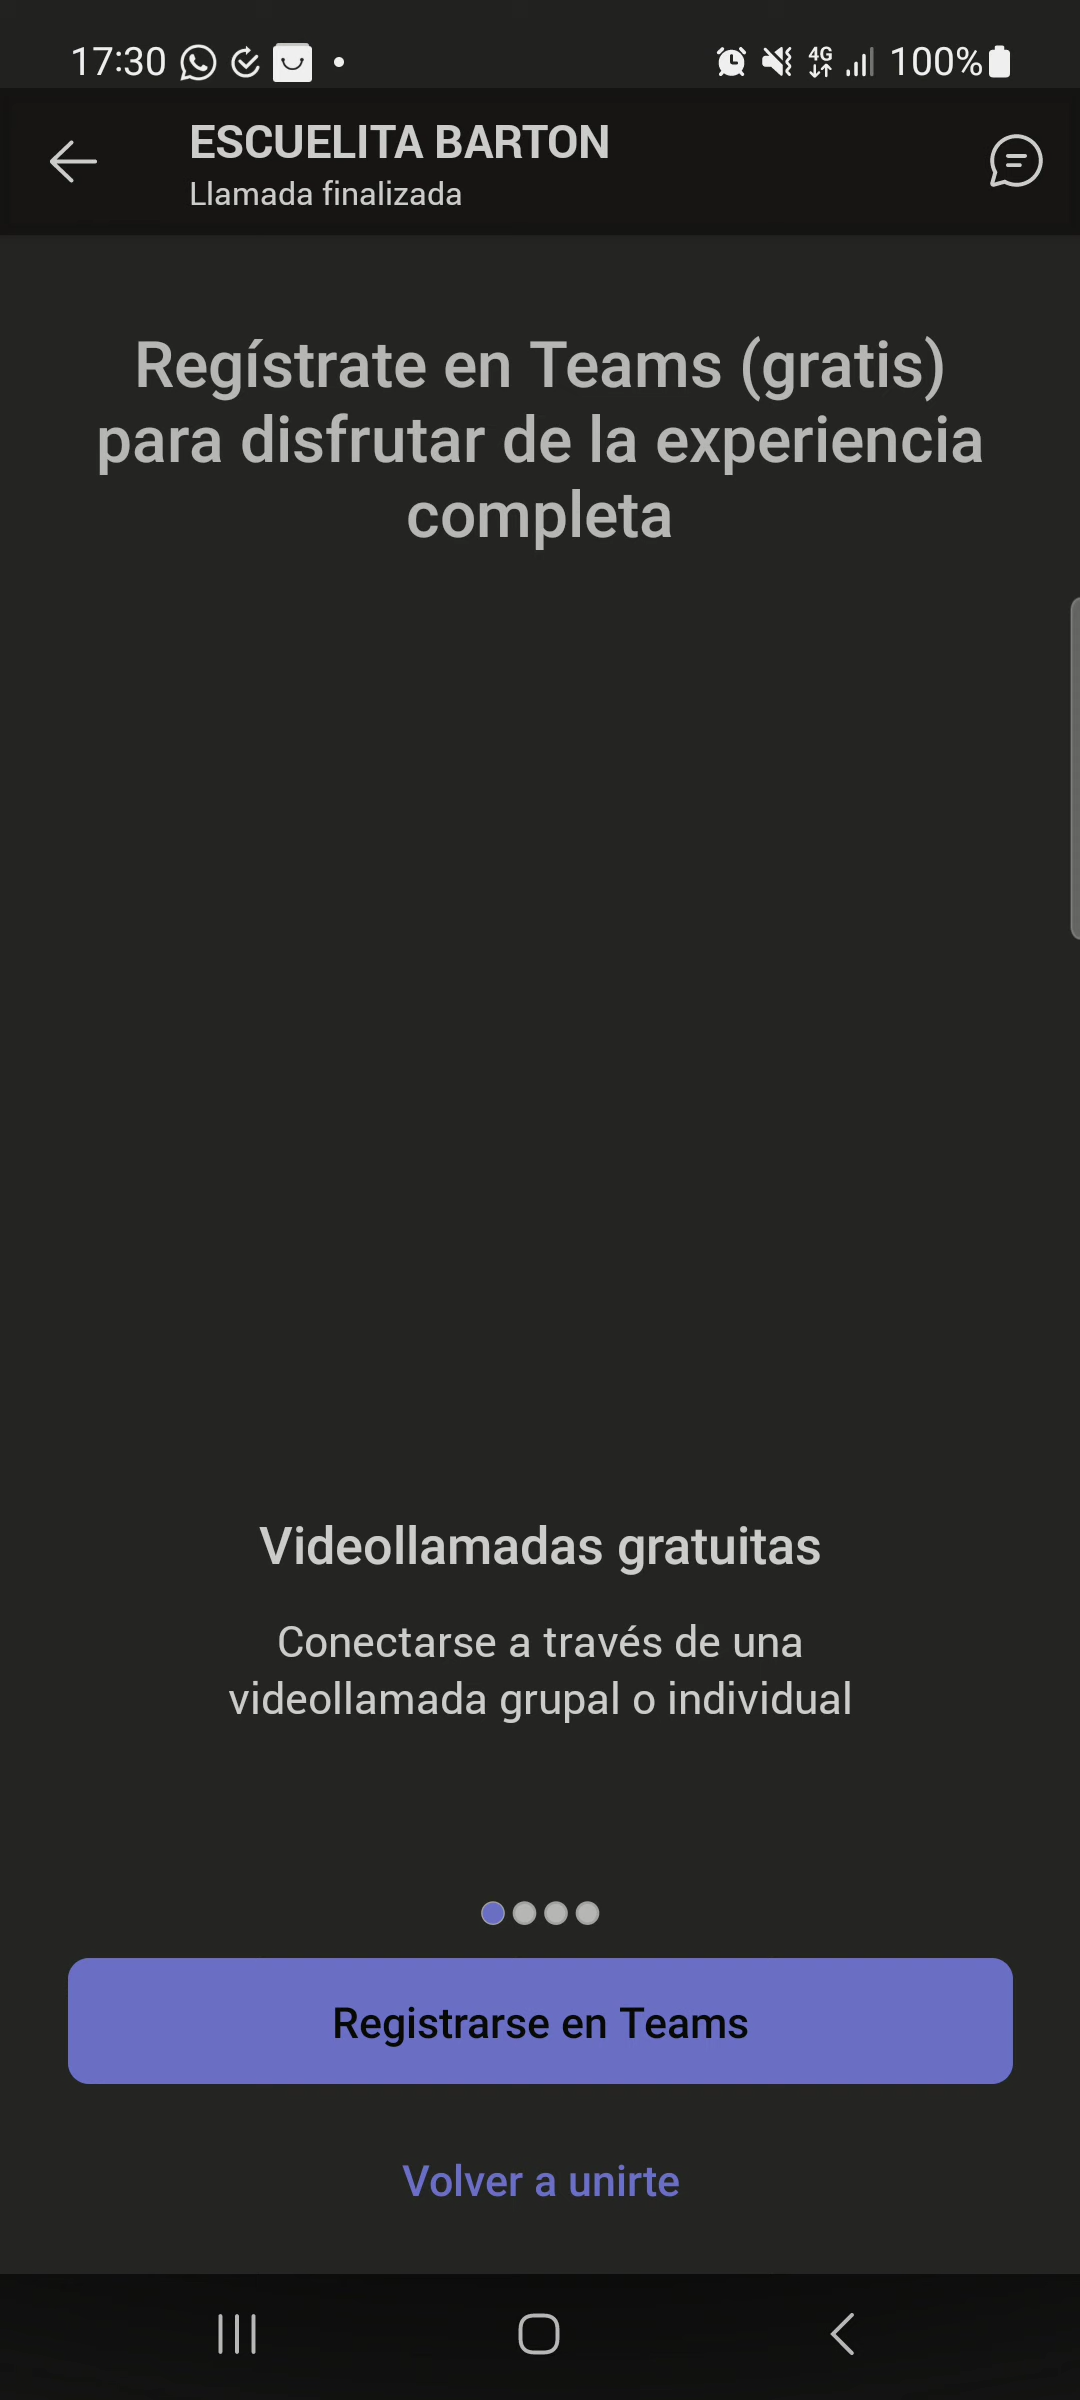 17:30
4G
100%
ESCUELITA BARTON
Llamada finalizada
Regístrate en Teams (gratis)
para disfrutar de la experiencia
completa
Videollamadas gratuitas
Conectarse a través de una
videollamada grupal o individual
Registrarse en Teams
Volver a unirte